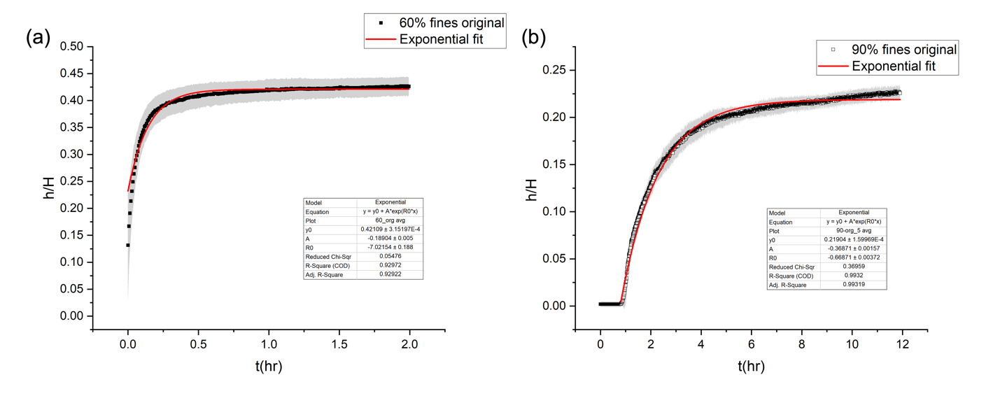 (a)
60% fines original
Exponential fit
0.50
0.45
0.40
0.35
0.30
0.25
0.20
0.15
0.10
0.05
0.00
h/H
0.0 0.5 1.0 1.5 2.0
t(hr)
Model Exponential
Equation y = y0 + A*exp(R0*x)
Plot 60_org avg
y0 0.42109 ± 3.15197E-4
A -0.18904 ± 0.005
R0 -7.02154 ± 0.188
Reduced Chi-Sqr 0.05476
R-Square (COD) 0.92972
Adj. R-Square 0.92922
(b)
90% fines original
Exponential fit
0.25
0.20
0.15
0.10
0.05
0.00
h/H
0 2 4 6 8 10 12
t(hr)
Model Exponential
Equation y = y0 + A*exp(R0*x)
Plot 90-org_5 avg
y0 0.21904 ± 1.59969E-4
A -0.36871 ± 0.00157
R0 -0.66871 ± 0.00372
Reduced Chi-Sqr 0.36959
R-Square (COD) 0.9932
Adj. R-Square 0.99319